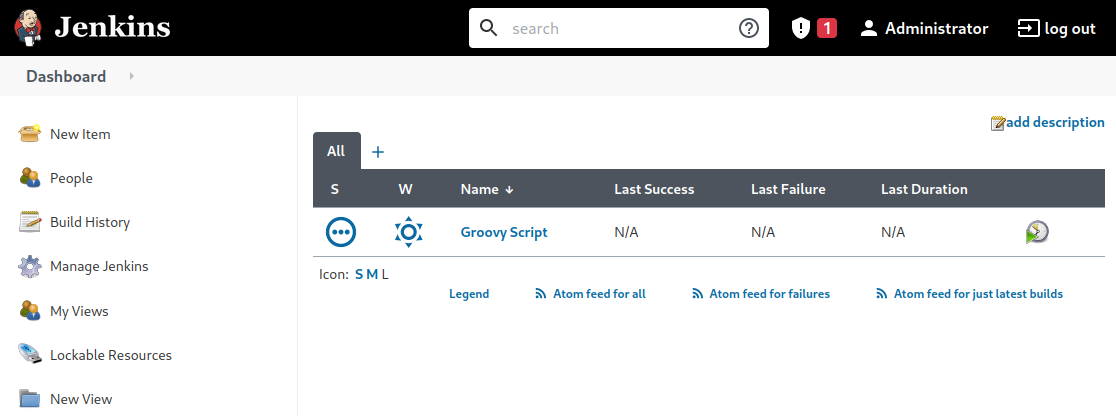 Jenkins
search
1
Administrator
log out
Dashboard
New Item
People
Build History
Manage Jenkins
My Views
Lockable Resources
New View
add description
All +
S W Name ↓ Last Success Last Failure Last Duration
Groovy Script N/A N/A N/A
Icon: S M L
Legend Atom feed for all Atom feed for failures Atom feed for just latest builds